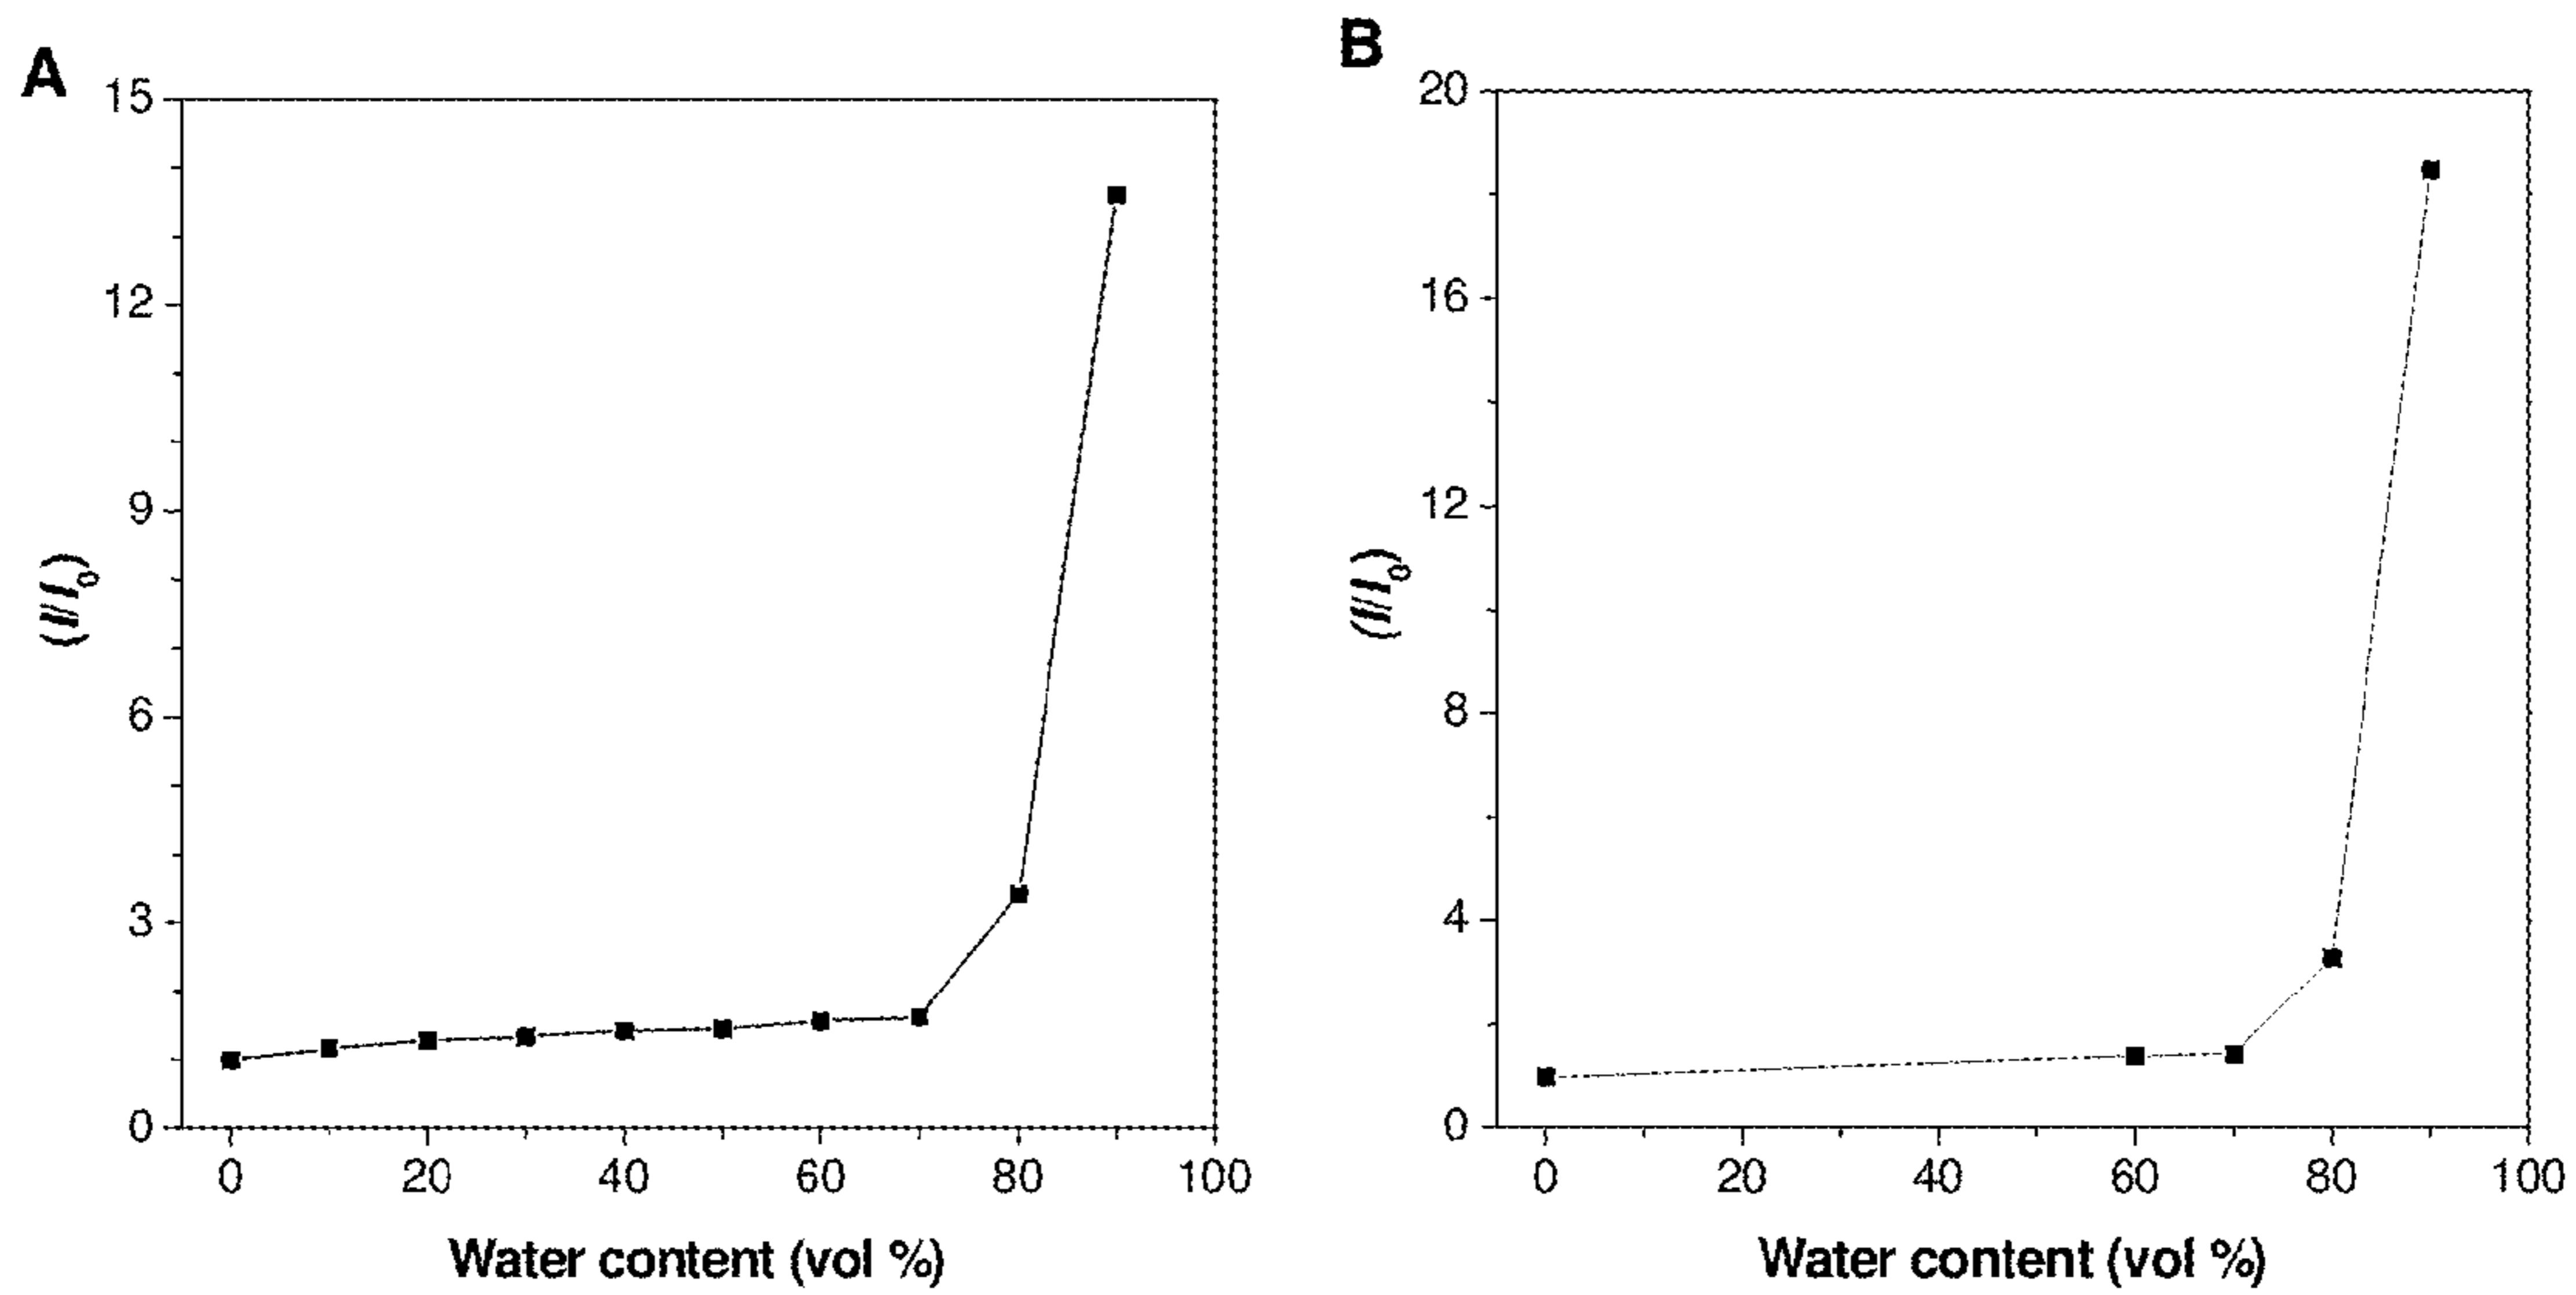 A
15
12
9
6
3
0
(I/I₀)
0 20 40 60 80 100
Water content (vol %)
B
20
16
12
8
4
0
(I/I₀)
0 20 40 60 80 100
Water content (vol %)